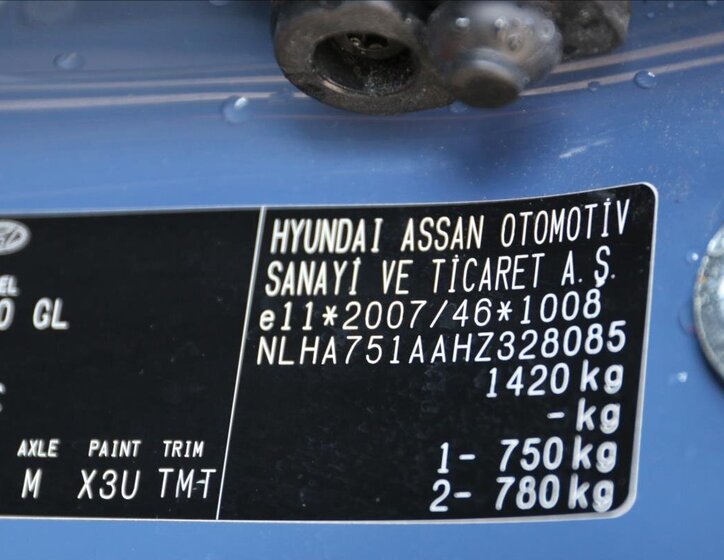 HYUNDAI ASSAN OTOMOTİV
SANAYİ VE TİCARET A.Ş.
e11*2007/46*1008
NLHA751AAHZ328085
1420 kg
- kg
1- 750 kg
2- 780 kg
GL
AXLE PAINT TRIM
M X3U TM-T